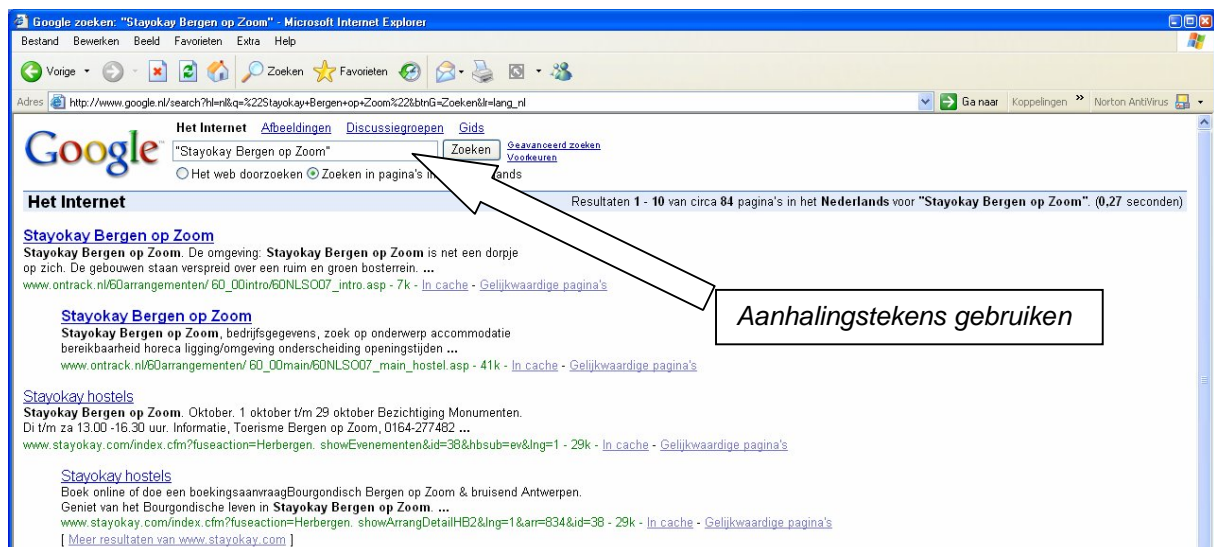 Google zoeken: "Stayokay Bergen op Zoom" - Microsoft Internet Explorer
Bestand Bewerken Beeld Favorieten Extra Help
Vorige Zoeken Favorieten
Adres http://www.google.nl/search?hl=nl&q=%22Stayokay+Bergen+op+Zoom%22&btnG=Zoeken&lr=lang_nl Ga naar Koppelingen » Norton AntiVirus
Google™
Het Internet Afbeeldingen Discussiegroepen Gids
"Stayokay Bergen op Zoom" Zoeken Geavanceerd zoeken
Voorkeuren
Het web doorzoeken Zoeken in pagina's in ands
Het Internet Resultaten 1 - 10 van circa 84 pagina's in het Nederlands voor "Stayokay Bergen op Zoom". (0,27 seconden)
Stayokay Bergen op Zoom
Stayokay Bergen op Zoom. De omgeving: Stayokay Bergen op Zoom is net een dorpje
op zich. De gebouwen staan verspreid over een ruim en groen bosterrein. ...
www.ontrack.nl/60arrangementen/ 60_00intro/60NLSO07_intro.asp - 7k - In cache - Gelijkwaardige pagina's
Aanhalingstekens gebruiken
Stayokay Bergen op Zoom
Stayokay Bergen op Zoom, bedrijfsgegevens, zoek op onderwerp accommodatie
bereikbaarheid horeca ligging/omgeving onderscheiding openingstijden ...
www.ontrack.nl/60arrangementen/ 60_00main/60NLSO07_main_hostel.asp - 41k - In cache - Gelijkwaardige pagina's
Stayokay hostels
Stayokay Bergen op Zoom. Oktober. 1 oktober t/m 29 oktober Bezichtiging Monumenten.
Di t/m za 13.00 -16.30 uur. Informatie, Toerisme Bergen op Zoom, 0164-277482 ...
www.stayokay.com/index.cfm?fuseaction=Herbergen. showEvenementen&id=38&hbsub=ev&lng=1 - 29k - In cache - Gelijkwaardige pagina's
Stayokay hostels
Boek online of doe een boekingsaanvraagBourgondisch Bergen op Zoom & bruisend Antwerpen.
Geniet van het Bourgondische leven in Stayokay Bergen op Zoom. ...
www.stayokay.com/index.cfm?fuseaction=Herbergen. showArrangDetailHB2&lng=1&arr=834&id=38 - 29k - In cache - Gelijkwaardige pagina's
[ Meer resultaten van www.stayokay.com ]